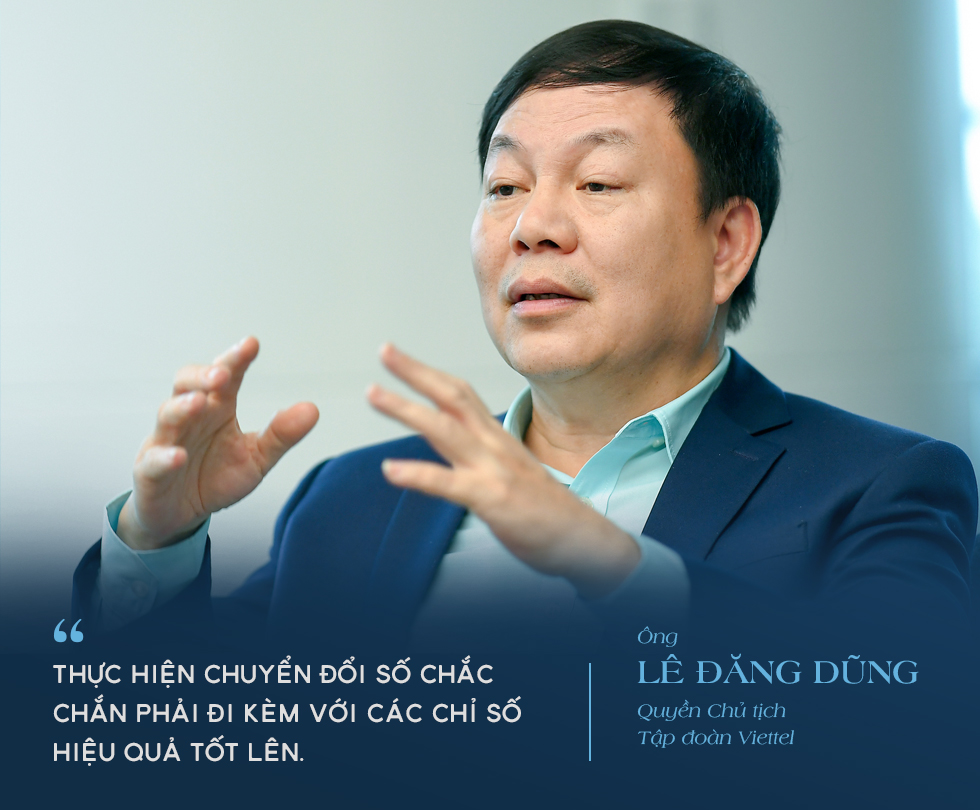 “
THỰC HIỆN CHUYỂN ĐỔI SỐ CHẮC
CHẮN PHẢI ĐI KÈM VỚI CÁC CHỈ SỐ
HIỆU QUẢ TỐT LÊN.
Ông
LÊ ĐĂNG DŨNG
Quyền Chủ tịch
Tập đoàn Viettel